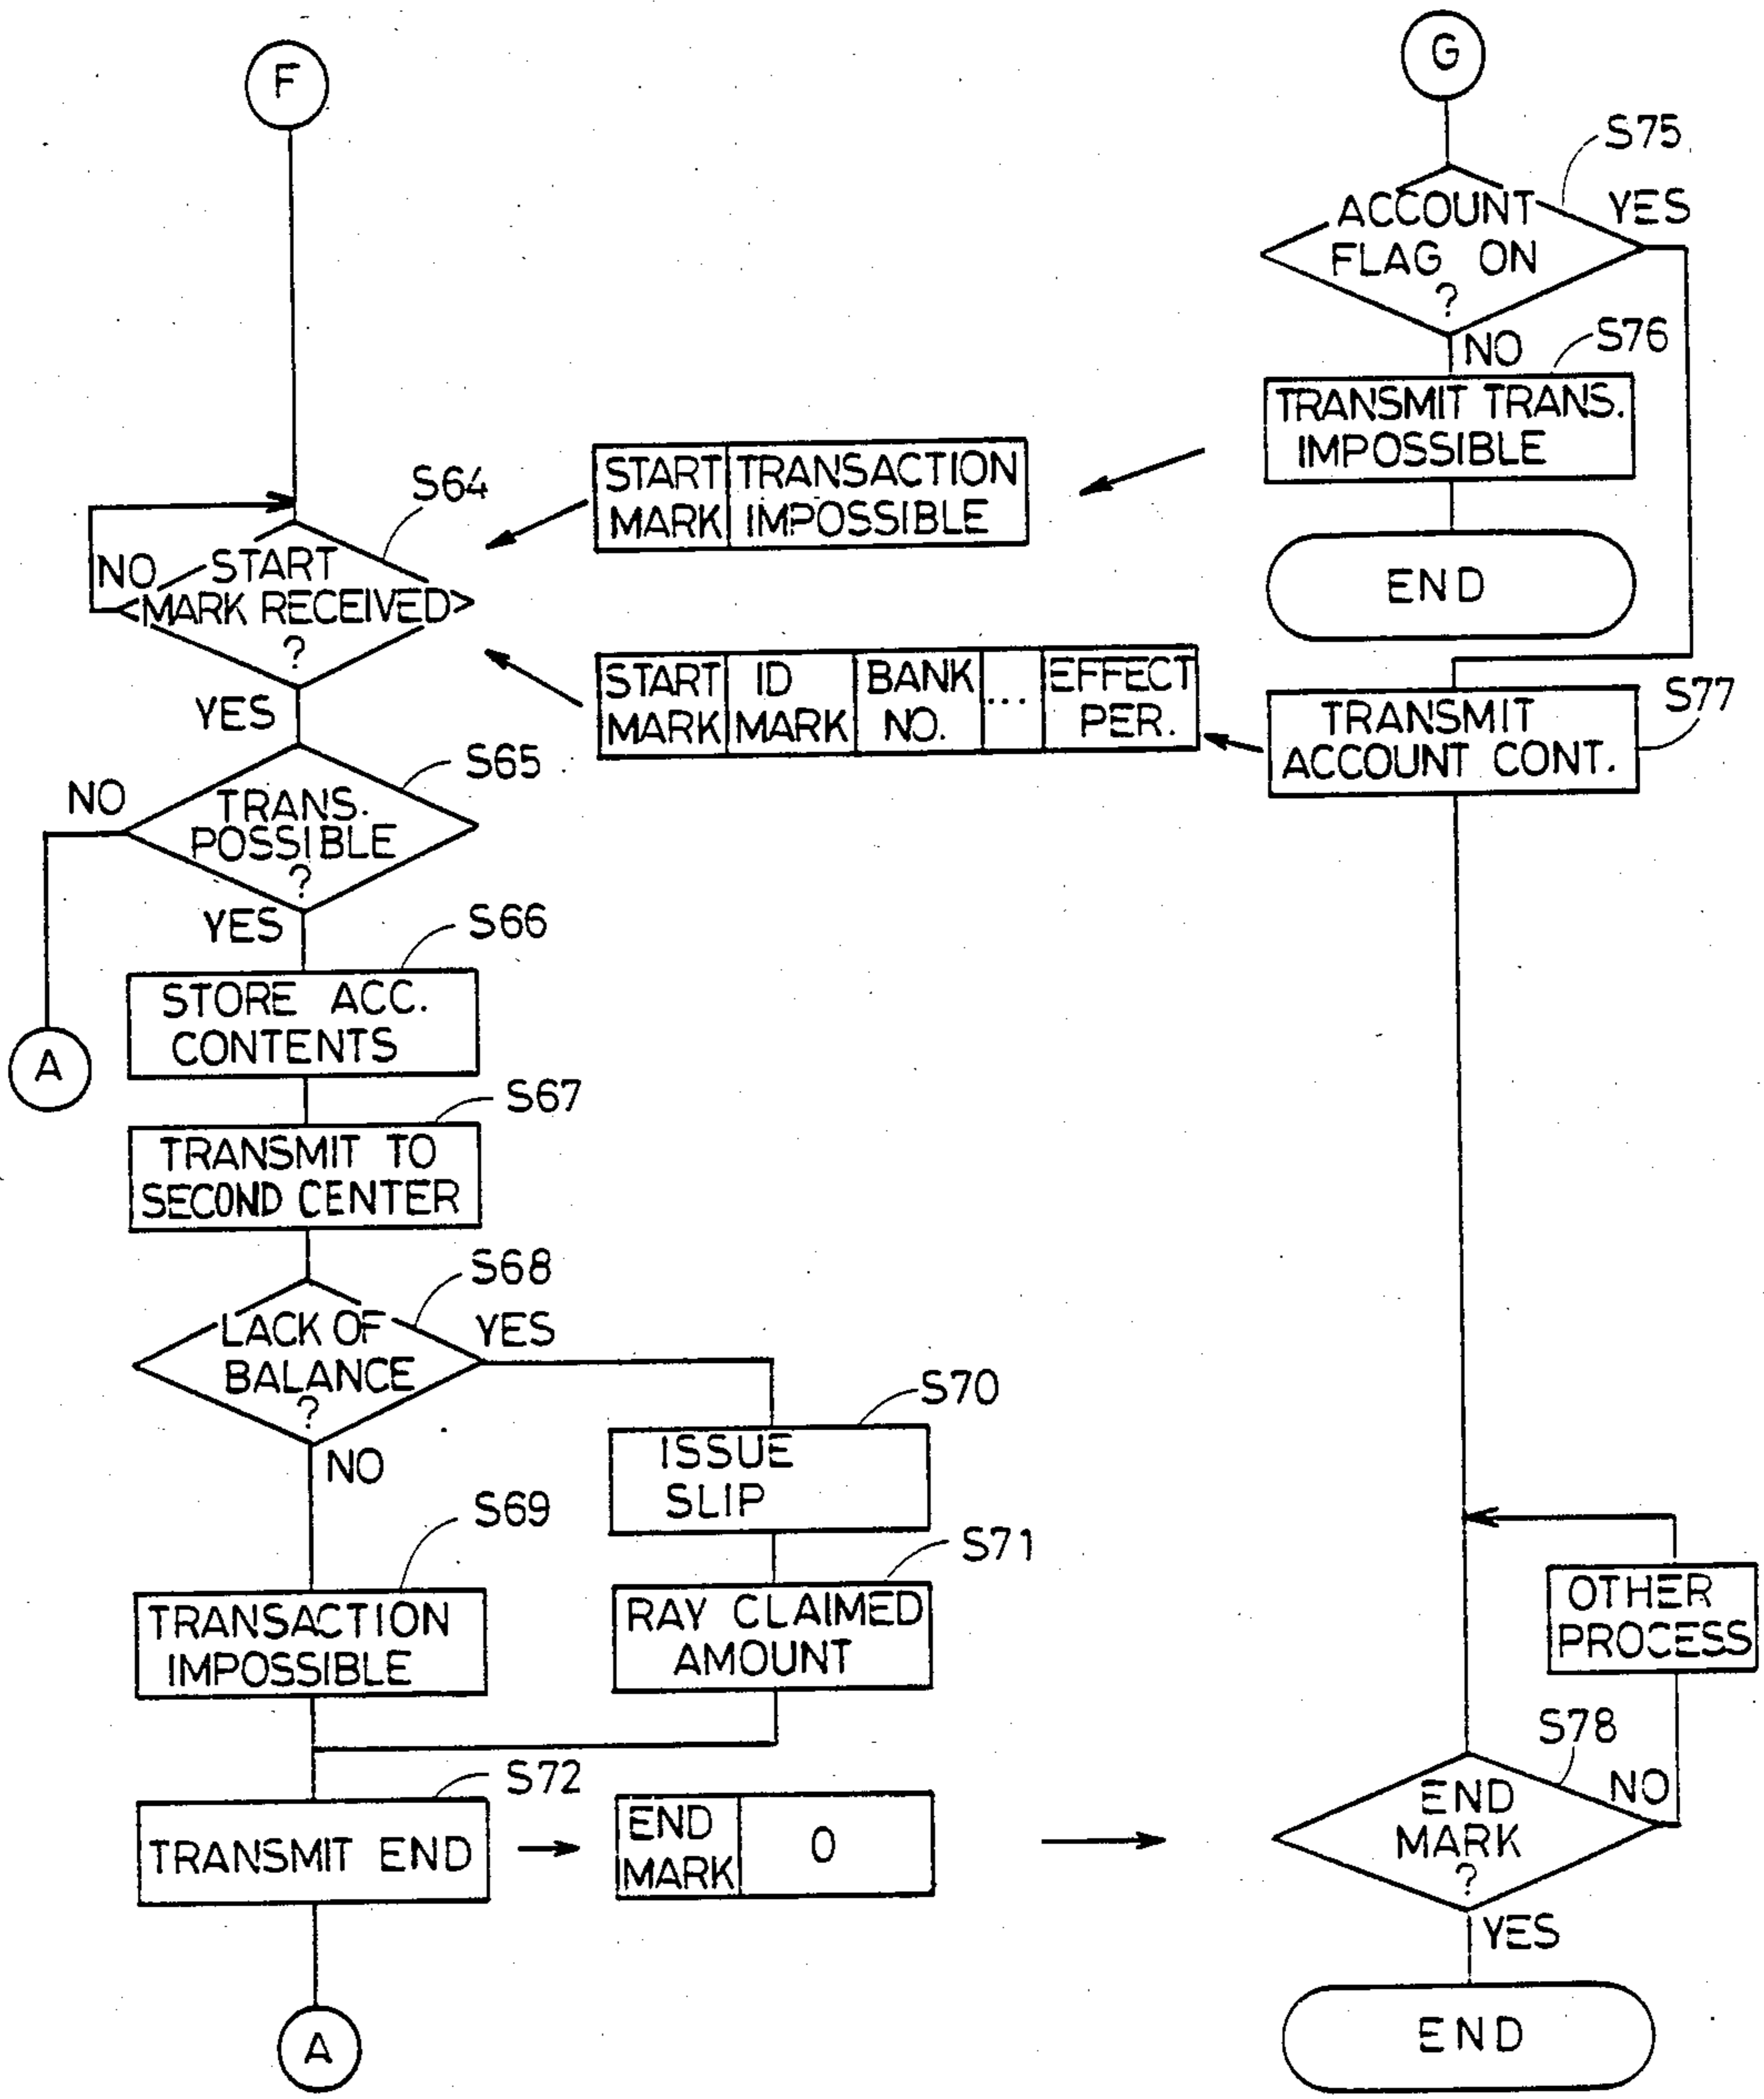 F
S64
START
MARK RECEIVED
?
NO
YES
START
MARK
TRANSACTION
IMPOSSIBLE
START
MARK
ID
MARK
BANK
NO.
...
EFFECT
PER.
S65
TRANS.
POSSIBLE
?
NO
YES
A
S66
STORE ACC.
CONTENTS
S67
TRANSMIT TO
SECOND CENTER
S68
LACK OF
BALANCE
?
YES
NO
S70
ISSUE
SLIP
S69
TRANSACTION
IMPOSSIBLE
S71
RAY CLAIMED
AMOUNT
S72
TRANSMIT END
END
MARK
0
A
G
S75
ACCOUNT
FLAG ON
?
YES
NO
S76
TRANSMIT TRANS.
IMPOSSIBLE
END
S77
TRANSMIT
ACCOUNT CONT.
OTHER
PROCESS
S78
END
MARK
?
NO
YES
END